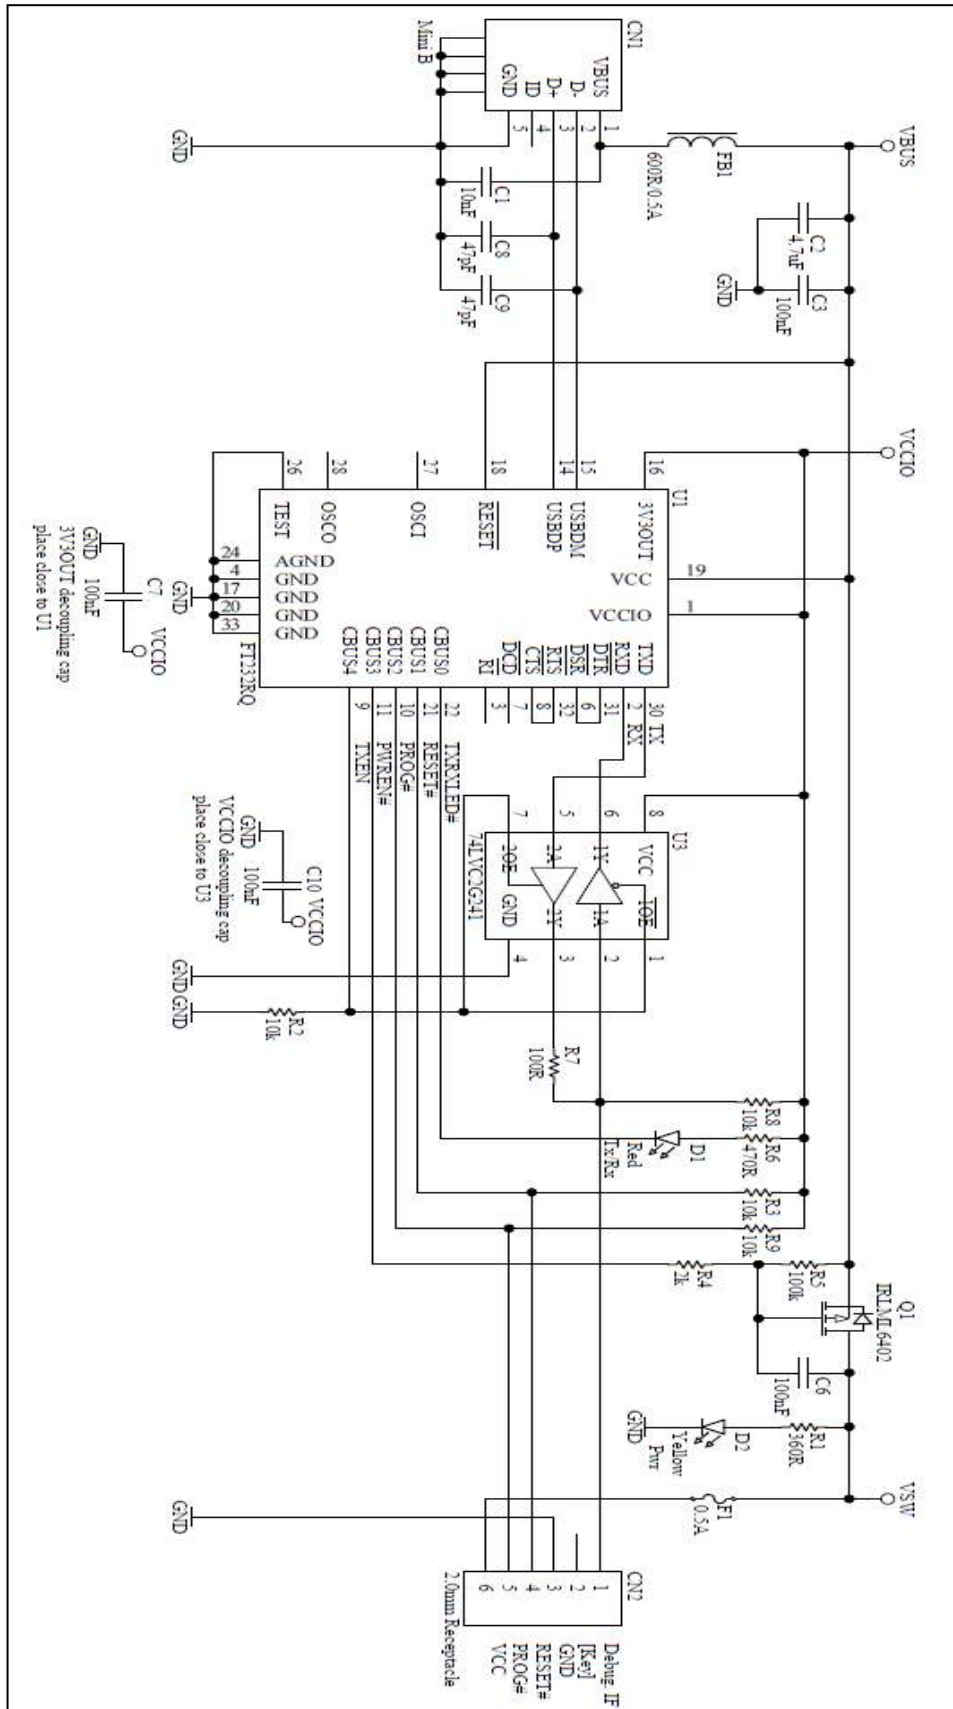 CN1
VBUS
D-
D+
ID
GND
Mini B
1
2
3
4
5
GND
FB1
600R/0.5A
VBUS
C1
10nF
C8
47pF
C9
47pF
C2
4.7uF
C3
100nF
GND
VCCIO
U1
16
15
14
18
27
28
26
3V3OUT
USBDM
USBDP
RESET
OSCI
OSCO
TEST
VCC
19
VCCIO
1
24
AGND
4
GND
17
GND
20
GND
33
GND
GND
TXD
RXD
DTR
DSR
RTS
CTS
DCD
RI
CBUS0
CBUS1
CBUS2
CBUS3
CBUS4
FT232RQ
30
TX
2
RX
31
6
32
8
7
3
22
TXRXLED#
21
RESET#
10
PROG#
11
PWREN#
9
TXEN
C7
VCCIO
GND
100nF
3V3OUT decoupling cap
place close to U1
U3
8
6
5
7
VCC
1Y
2A
2OE
1OE
1A
2Y
GND
74LVC2G241
1
2
3
4
C10
VCCIO
GND
100nF
VCCIO decoupling cap
place close to U3
GND
GND
R2
10k
R7
100R
R8
10k
R6
470R
D1
Red
Tx/Rx
R3
10k
R9
10k
R4
2k
R5
100k
Q1
IRLML6402
C6
100nF
R1
360R
D2
Yellow
Pwr
GND
VSW
F1
0.5A
GND
CN2
1
2
3
4
5
6
2.0mm Receptacle
Debug IF
[Key]
GND
RESET#
PROG#
VCC